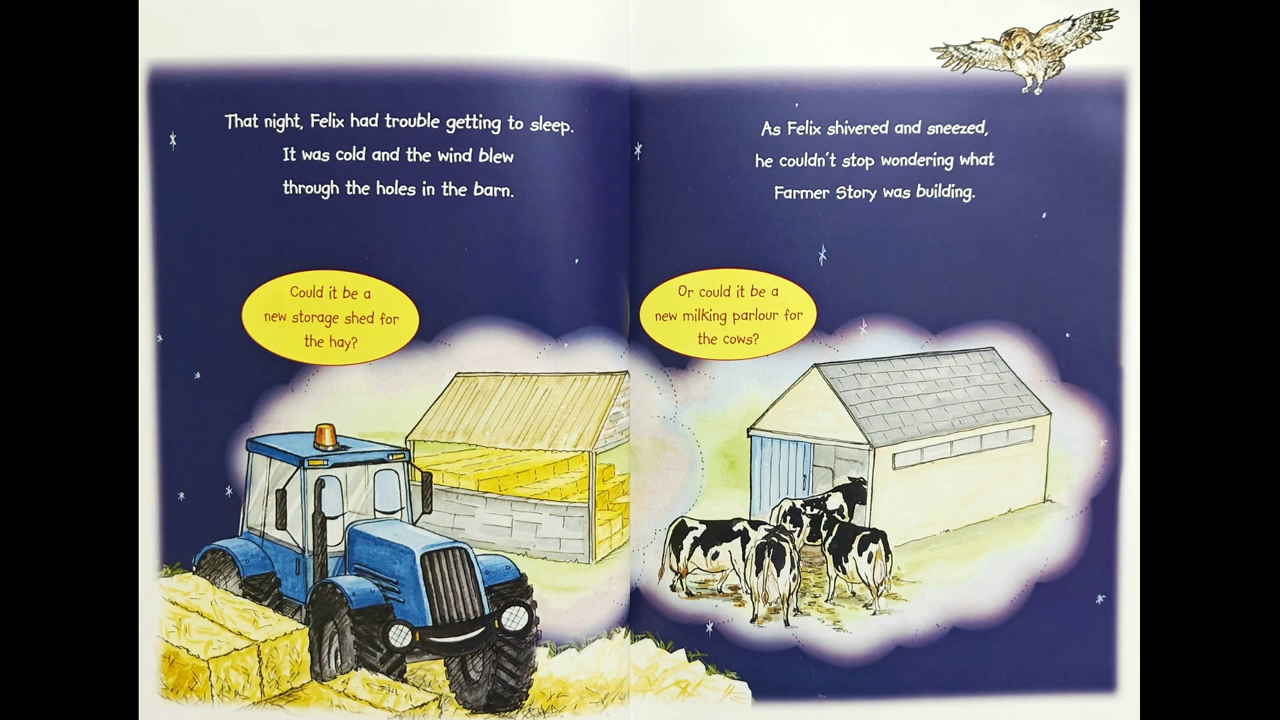 That night, Felix had trouble getting to sleep.
It was cold and the wind blew
through the holes in the barn.
Could it be a
new storage shed for
the hay?
As Felix shivered and sneezed,
he couldn't stop wondering what
Farmer Story was building.
Or could it be a
new milking parlour for
the cows?